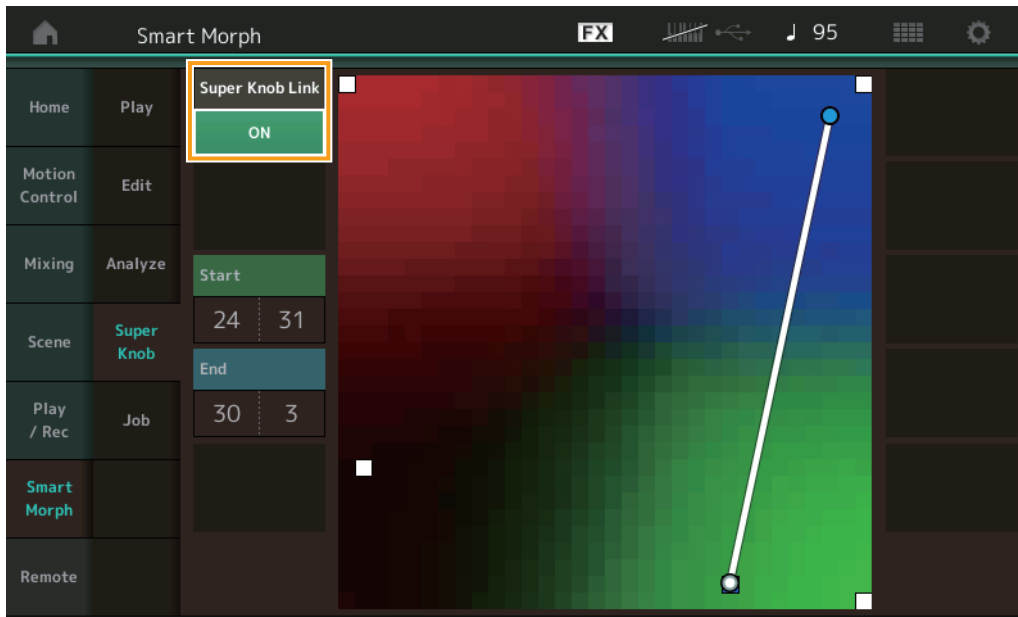 Smart Morph
FX
♩ 95
Home
Play
Super Knob Link
ON
Motion
Control
Edit
Mixing
Analyze
Start
24 31
Scene
Super
Knob
End
30 3
Play
/ Rec
Job
Smart
Morph
Remote